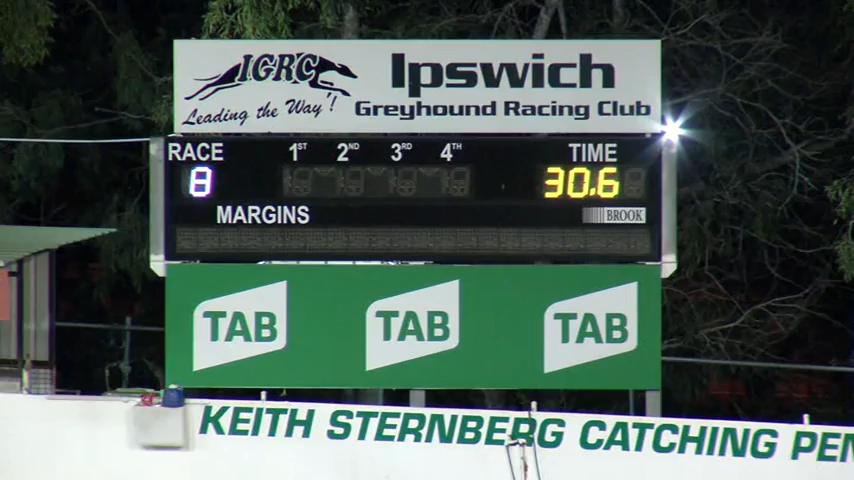 IGRC
Leading the Way!
Ipswich
Greyhound Racing Club
RACE 1ST 2ND 3RD 4TH TIME
8 30.6
MARGINS BROOK
TAB TAB TAB
KEITH STERNBERG CATCHING PEN